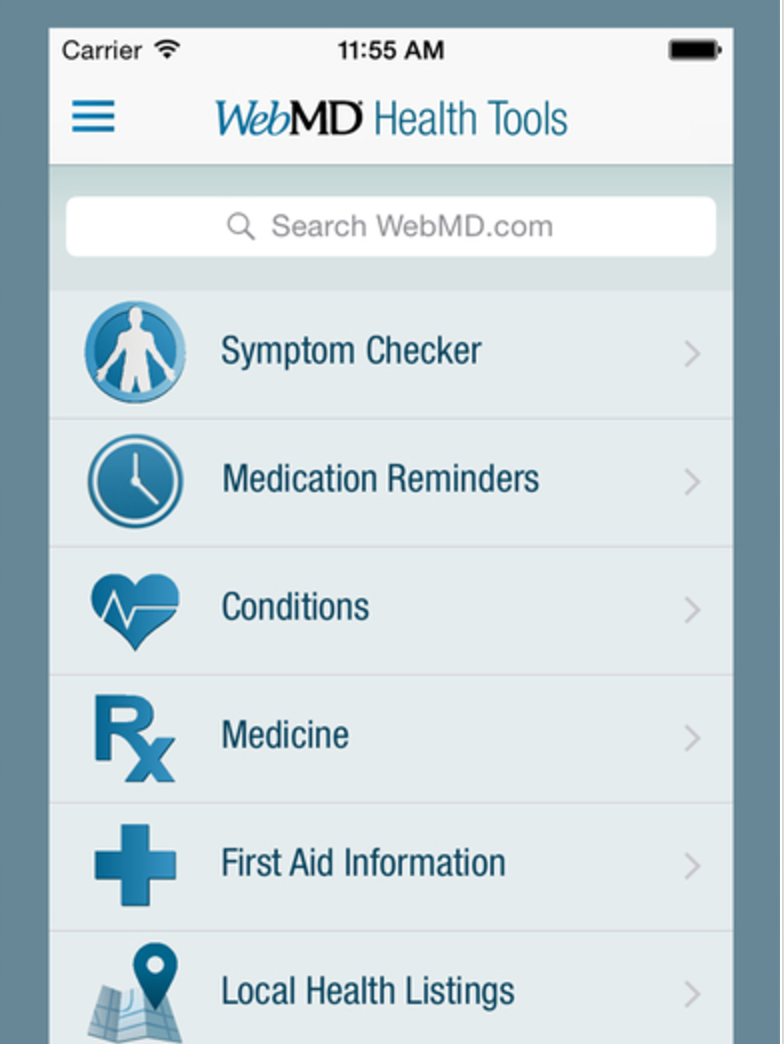 Carrier 11:55 AM
WebMD Health Tools
Search WebMD.com
Symptom Checker
Medication Reminders
Conditions
Rx Medicine
First Aid Information
Local Health Listings